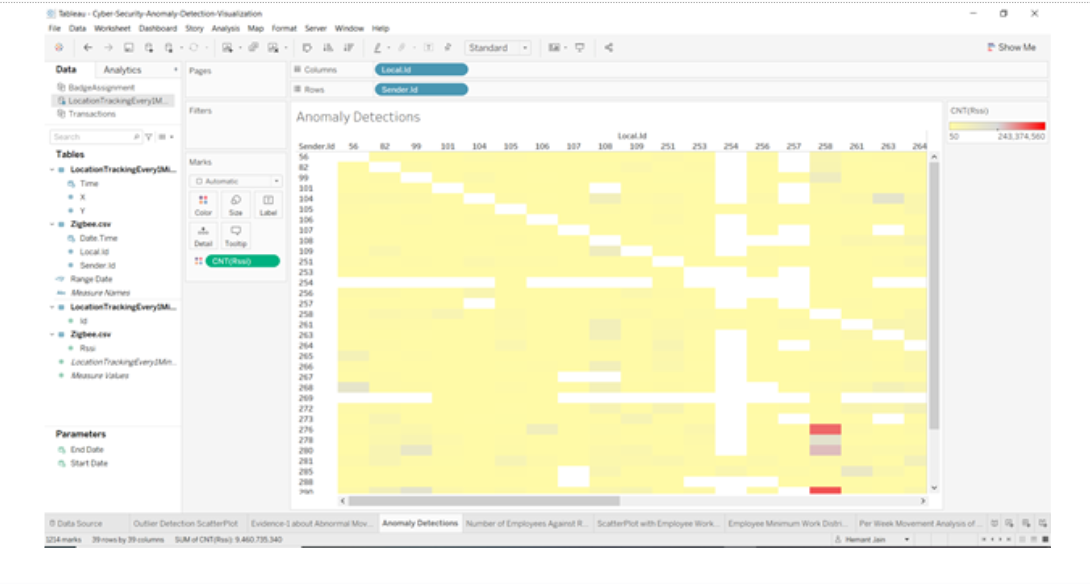 Tableau - Cyber-Security-Anomaly-Detection-Visualization
File Data Worksheet Dashboard Story Analysis Map Format Server Window Help
Standard
Show Me
Data Analytics
Pages
Columns
Local.Id
BadgeAssignment
LocationTrackingEvery1M...
Transactions
Rows
Sender.Id
Filters
Anomaly Detections
CNT(Rssi)
50 243,374,560
Search
Tables
LocationTrackingEvery1Mi...
Time
X
Y
Zigbee.csv
Date.Time
Local.Id
Sender.Id
Range Date
Measure Names
LocationTrackingEvery1Mi...
Id
Zigbee.csv
Rssi
LocationTrackingEvery1Min...
Measure Values
Parameters
End Date
Start Date
Marks
Automatic
Color Size Label
Detail Tooltip
CNT(Rssi)
Local.Id
Sender.Id 56 82 99 101 104 105 106 107 108 109 251 253 254 256 257 258 261 263 264
56
82
99
101
104
105
106
107
108
109
251
253
254
256
257
258
261
263
264
265
266
267
268
269
272
273
276
278
280
281
285
288
290
Data Source Outlier Detection ScatterPlot Evidence-1 about Abnormal Mov... Anomaly Detections Number of Employees Against R... ScatterPlot with Employee Work... Employee Minimum Work Distri... Per Week Movement Analysis of ...
1214 marks 39 rows by 39 columns SUM of CNT(Rssi): 9,460,735,340
Hemant Jain